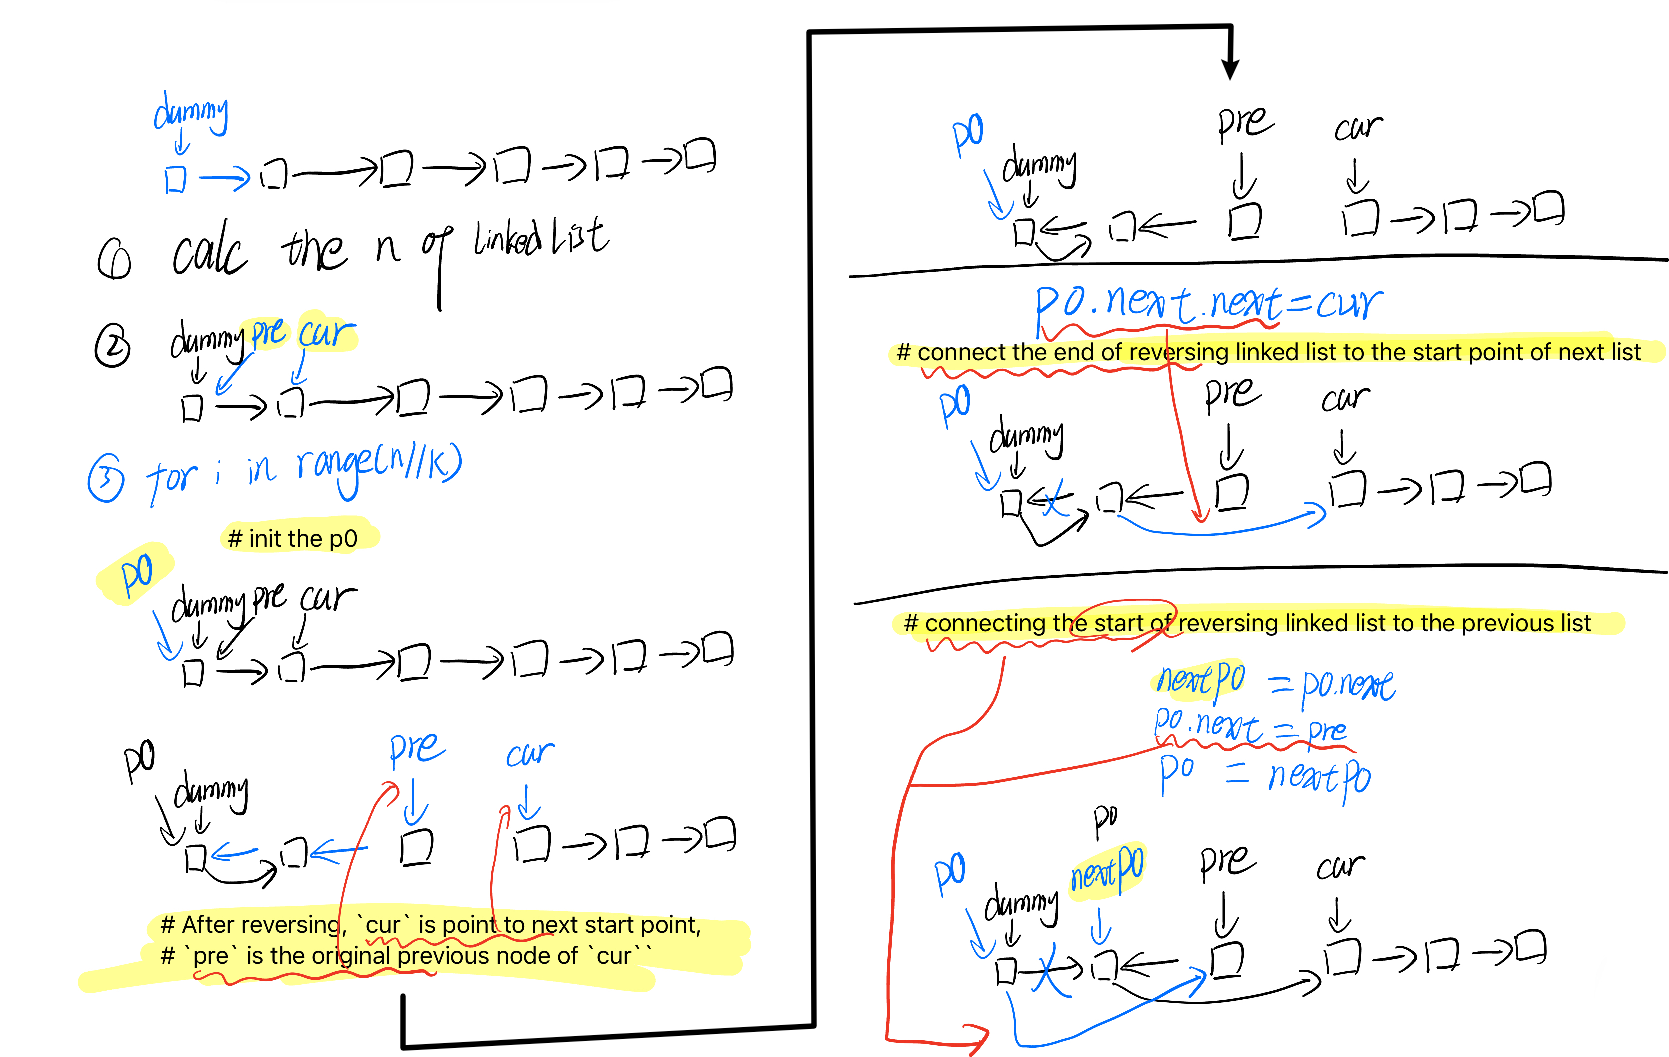 dummy
① calc the n of linked list
② dummy pre cur
③ for i in range(n//k)
# init the p0
p0
dummy pre cur
pre
cur
p0
dummy
# After reversing, `cur` is point to next start point,
# `pre` is the original previous node of `cur``
p0
dummy
pre
cur
p0.next.next=cur
# connect the end of reversing linked list to the start point of next list
p0
dummy
pre
cur
# connecting the start of reversing linked list to the previous list
nextp0 = p0.next
p0.next = pre
p0 = nextp0
p0
p0
dummy
nextp0
pre
cur